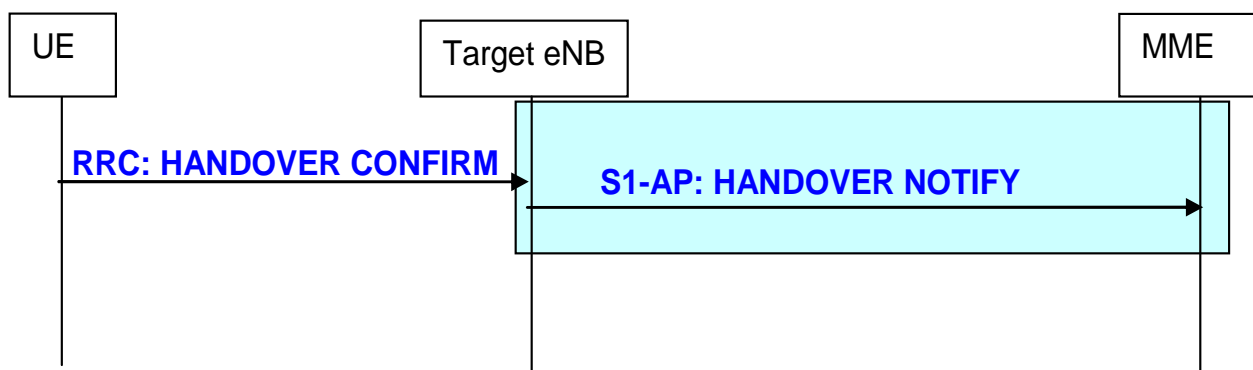 UE
Target eNB
MME
RRC: HANDOVER CONFIRM
S1-AP: HANDOVER NOTIFY